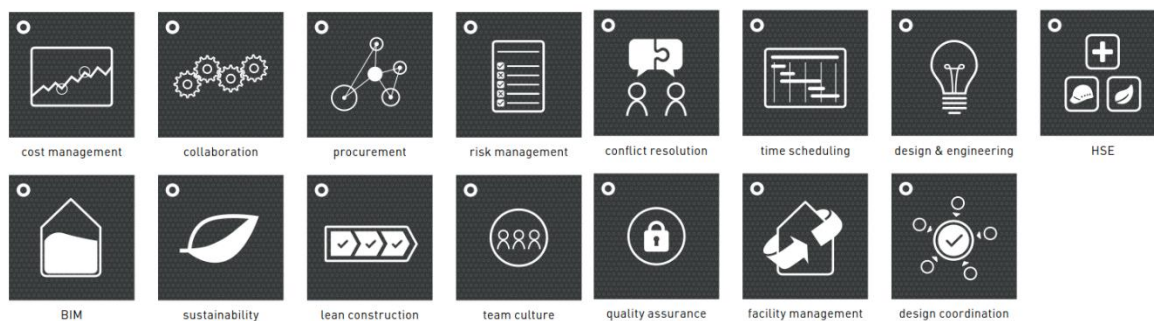 cost management
collaboration
procurement
risk management
conflict resolution
time scheduling
design & engineering
HSE
BIM
sustainability
lean construction
team culture
quality assurance
facility management
design coordination